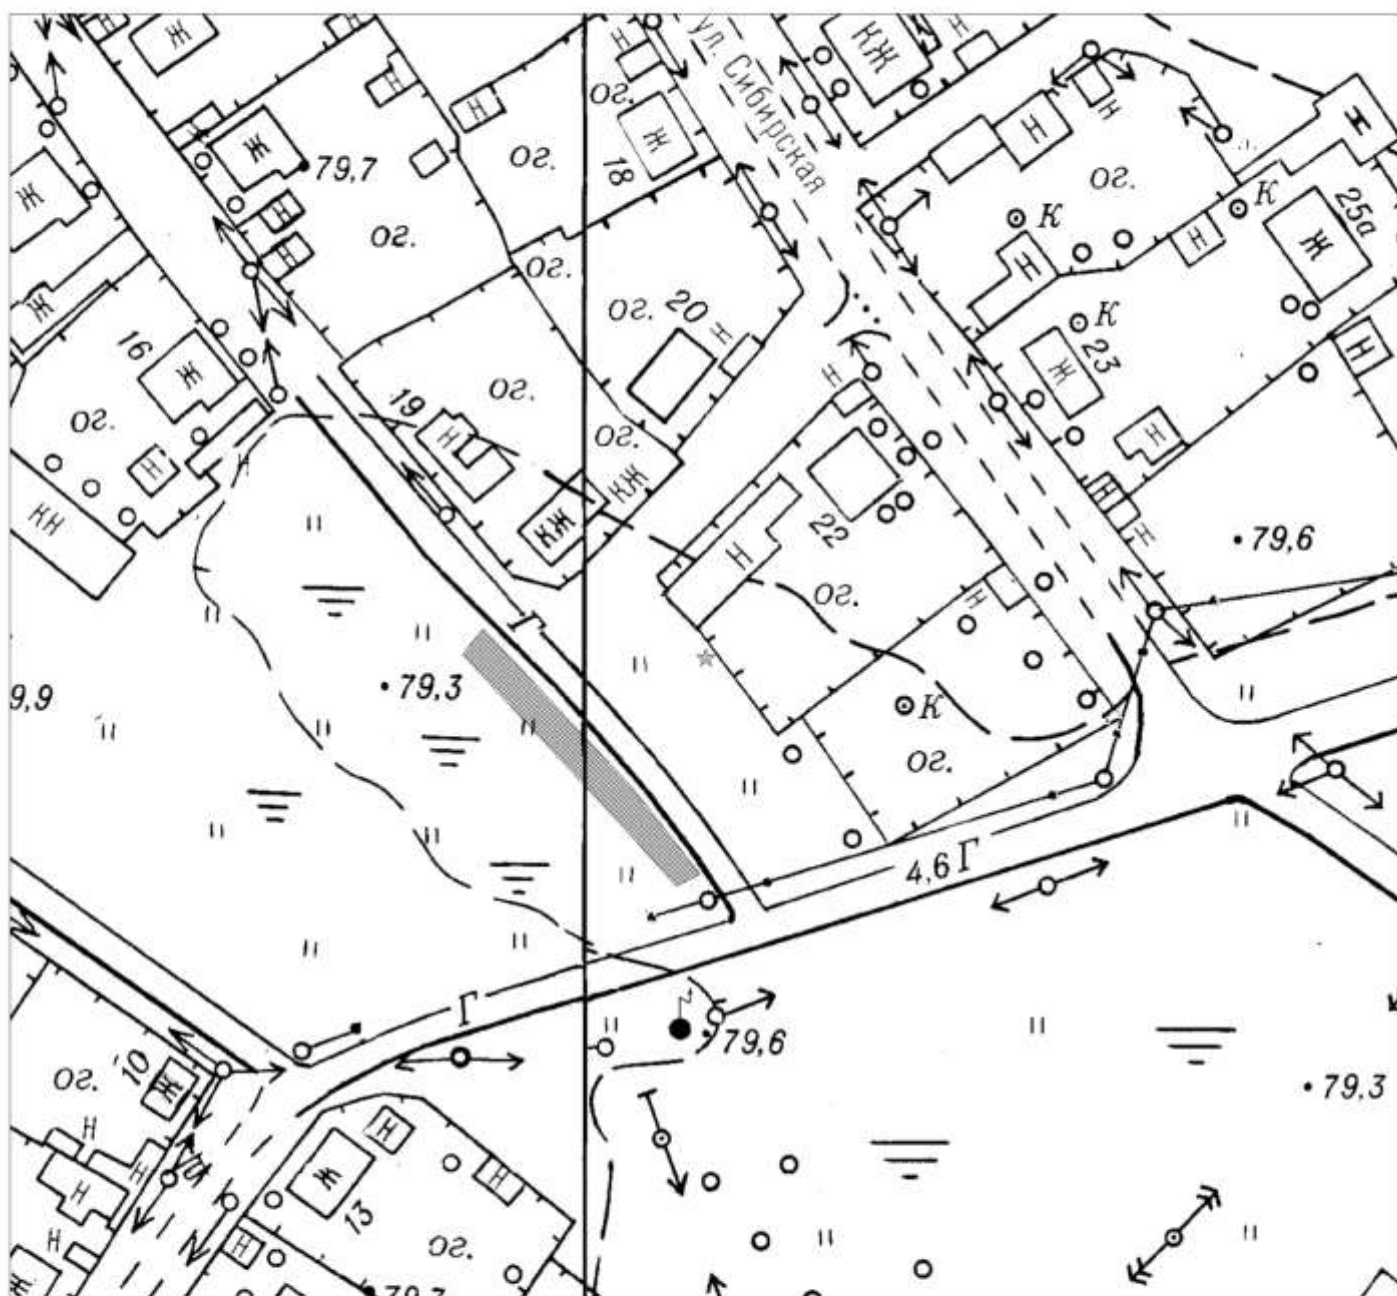 Ж
КЖ
Н
ул. Сибирская
Н
Н
Н
ог.
Н
Н
Н
Ж
18
Н
Ж
79,7
ог.
ог.
К
К
25а
Ж
Н
ог.
Н
Н
Ж
Н
ог.
Н
Ж
ог.
20
Н
К
23
Ж
Н
16
Ж
ог.
Н
19
Н
ог.
ог.
Н
Н
Н
КН
КЖ
КЖ
Н
22
Н
Н
79,6
ог.
Н
Г
79,3
9,9
К
ог.
4,6 Г
Г
79,6
79,3
10
Ж
ог.
Н
Н
Н
Н
Н
Ж
13
Н
Н
ог.
Н
Ж